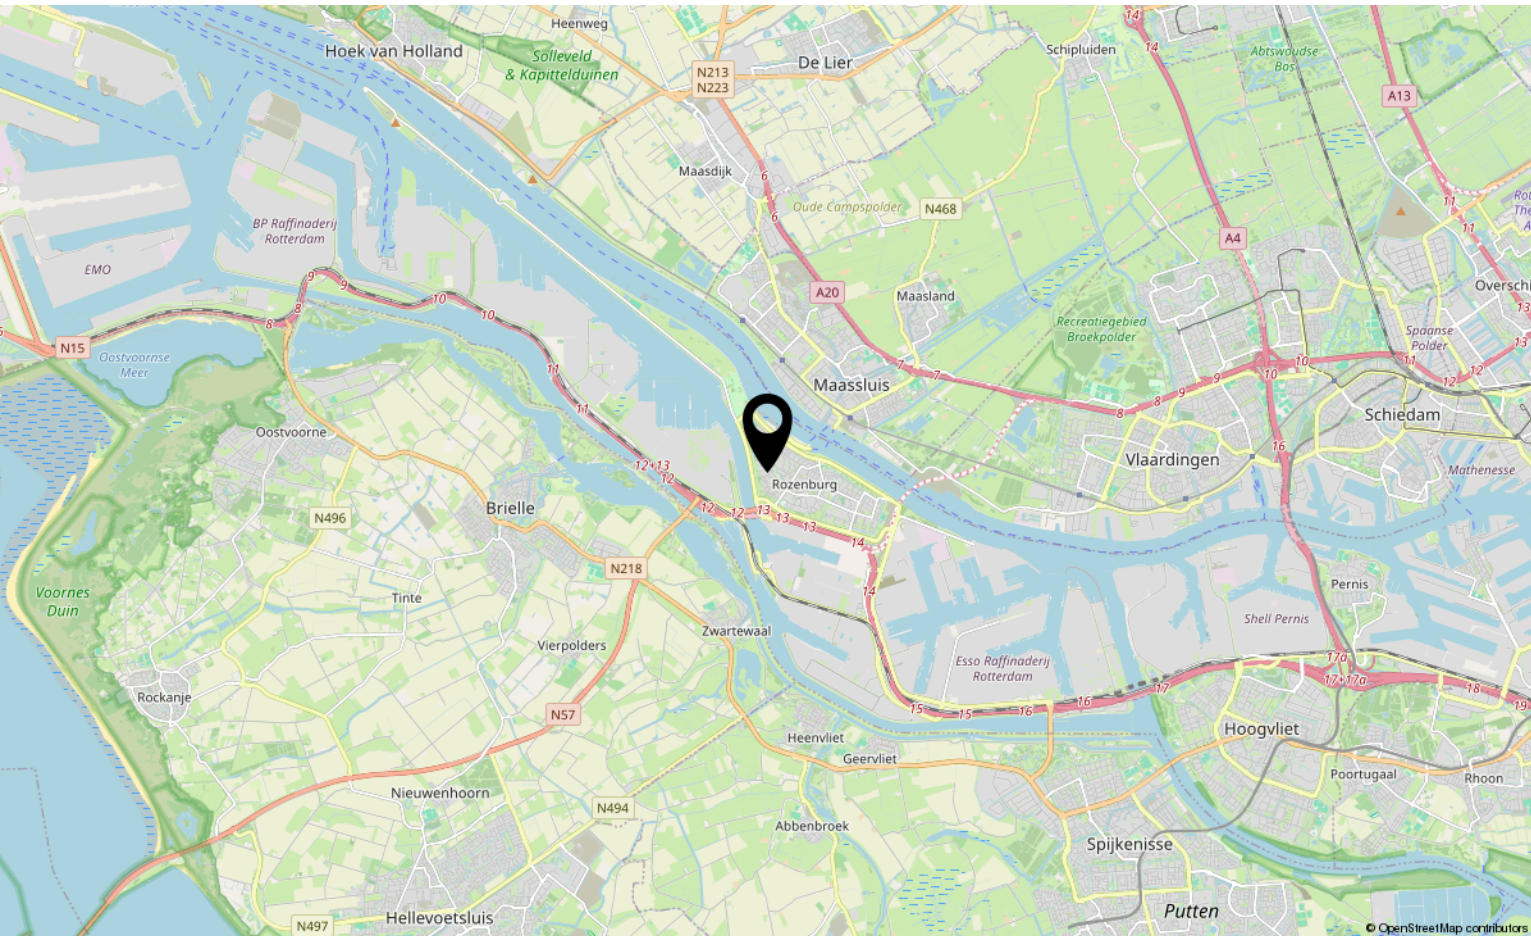 Heenweg
14
Hoek van Holland
Schipluiden
14
Abtswoudse
Bos
Solleveld
& Kapittelduinen
De Lier
N213
N223
A13
Maasdijk
6
Oude Campspolder
N468
6
11
11
BP Raffinaderij
Rotterdam
A4
EMO
9
9
8
10
10
8
A20
Maasland
Overschi
13
N15
Oostvoornse
Meer
Recreatiegebied
Broekpolder
Spaanse
Polder
13
7
7
11
10
11
12
12
10
9
9
8
8
Maassluis
11
Schiedam
Oostvoorne
16
12+13
12
Vlaardingen
Mathenesse
Rozenburg
Brielle
N496
12
12
13
13
13
14
N218
14
Voornes
Duin
Tinte
Pernis
Zwartewaal
Shell Pernis
Vierpolders
Esso Raffinaderij
Rotterdam
17a
17+17a
Rockanje
N57
15
15
16
16
17
18
19
Heenvliet
Hoogvliet
Geervliet
Poortugaal
Rhoon
Nieuwenhoorn
N494
Abbenbroek
Spijkenisse
Hellevoetsluis
N497
Putten
© OpenStreetMap contributors